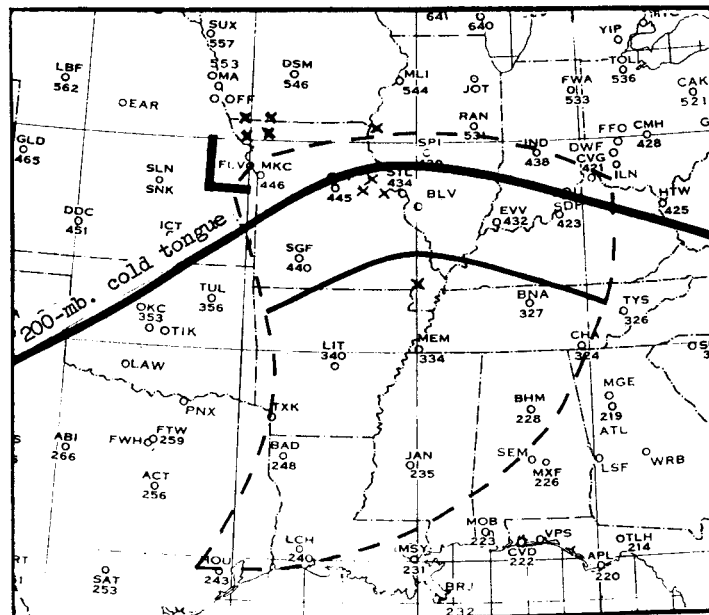 641
640
SUX
557
YIP
553
OMA
OFF
LBF
562
EAR
DSM
546
MLI
544
JOT
TOL
536
FWA
533
CAK
521
RAN
531
GLD
465
SPI
IND
438
DWF
FFO
CMH
428
CVG
421
ILN
SLN
SNK
FLV
MKC
446
445
STL
434
BLV
HTW
425
DDC
451
ICT
EVV
432
SDF
423
SGF
440
200-mb. cold tongue
TUL
356
OKC
353
OTIK
BNA
327
TYS
326
LIT
340
MEM
334
CHA
324
LAW
PNX
TXK
BHM
228
MGE
219
ATL
ABI
266
FWH
FTW
259
BAD
248
JAN
235
SEM
MXF
226
LSF
WRB
ACT
256
MOB
223
VPS
CVD
222
TLH
214
APL
220
LCH
240
MSY
231
HOU
243
SAT
253
BRJ
232